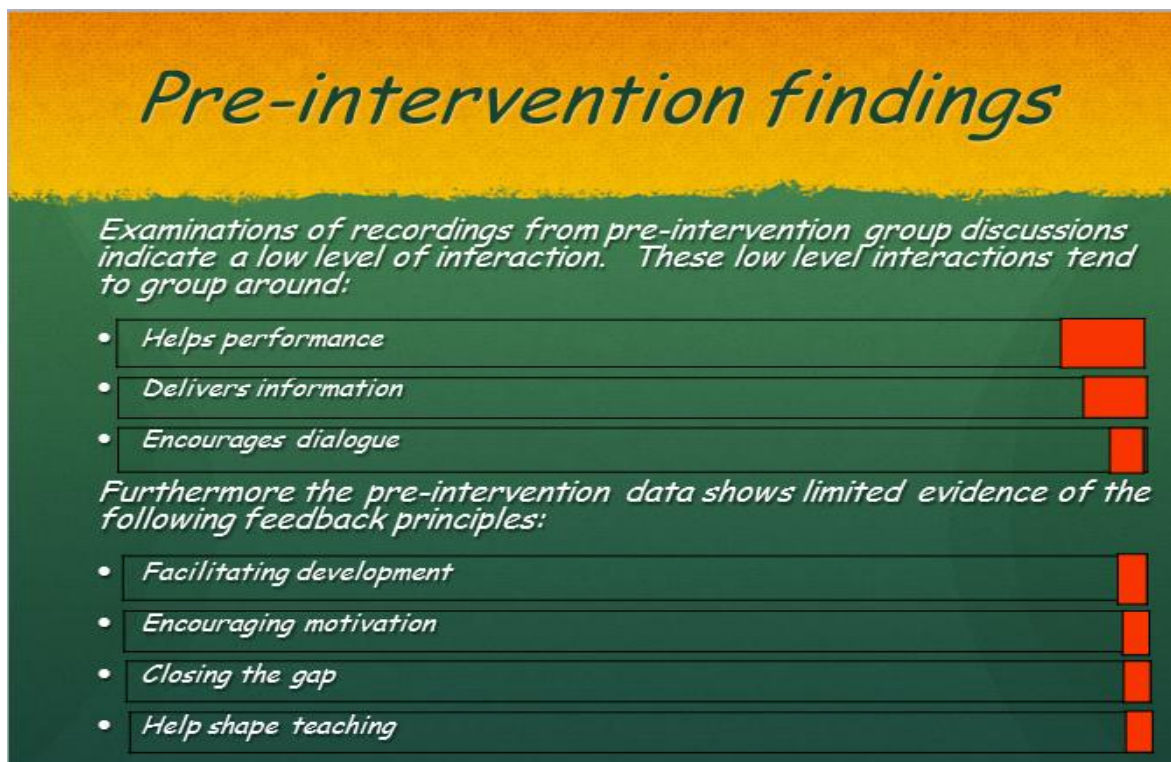 Pre-intervention findings
Examinations of recordings from pre-intervention group discussions
indicate a low level of interaction. These low level interactions tend
to group around:
• Helps performance
• Delivers information
• Encourages dialogue
Furthermore the pre-intervention data shows limited evidence of the
following feedback principles:
• Facilitating development
• Encouraging motivation
• Closing the gap
• Help shape teaching